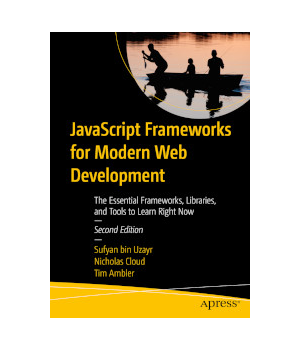 JavaScript Frameworks
for Modern Web
Development
The Essential Frameworks, Libraries,
and Tools to Learn Right Now
—
Second Edition
—
Sufyan bin Uzayr
Nicholas Cloud
Tim Ambler
Apress®